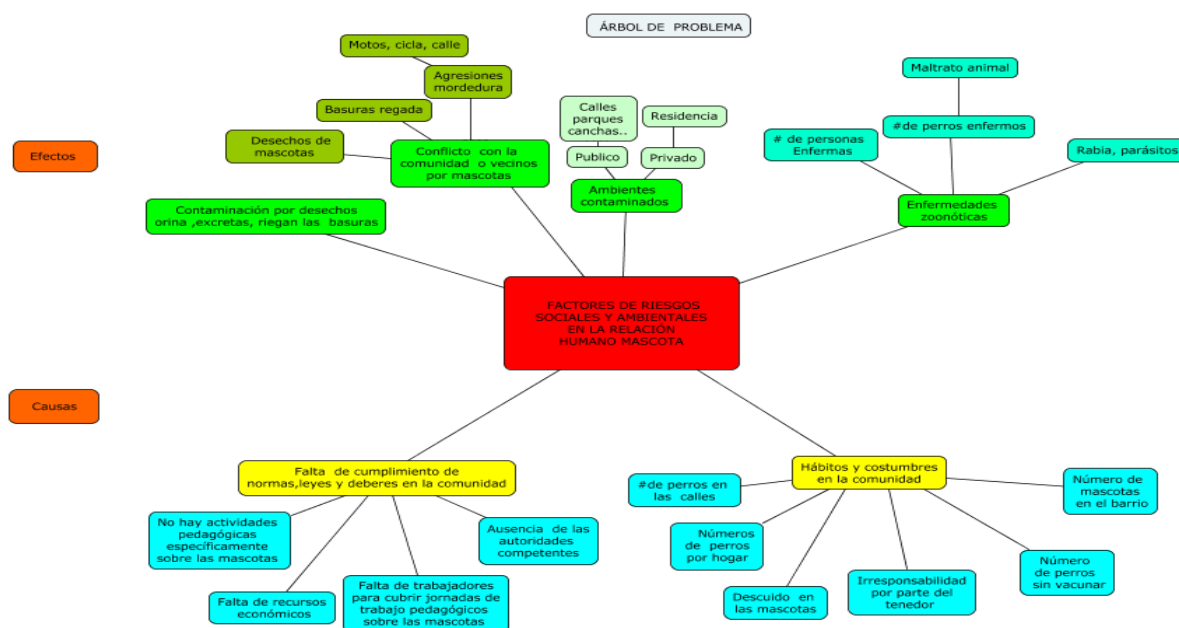 ÁRBOL DE PROBLEMA
Motos, cicla, calle
Agresiones
mordedura
Basuras regada
Desechos de
mascotas
Conflicto con la
comunidad o vecinos
por mascotas
Contaminación por desechos
orina ,excretas, riegan las basuras
Calles
parques
canchas..
Residencia
Publico
Privado
Ambientes
contaminados
Maltrato animal
#de perros enfermos
# de personas
Enfermas
Rabia, parásitos
Enfermedades
zoonóticas
Efectos
FACTORES DE RIESGOS
SOCIALES Y AMBIENTALES
EN LA RELACIÓN
HUMANO MASCOTA
Causas
Falta de cumplimiento de
normas,leyes y deberes en la comunidad
No hay actividades
pedagógicas
específicamente
sobre las mascotas
Ausencia de las
autoridades
competentes
Falta de recursos
económicos
Falta de trabajadores
para cubrir jornadas de
trabajo pedagógicos
sobre las mascotas
Hábitos y costumbres
en la comunidad
#de perros en
las calles
Número de
mascotas
en el barrio
Números
de perros
por hogar
Número
de perros
sin vacunar
Descuido en
las mascotas
Irresponsabilidad
por parte del
tenedor